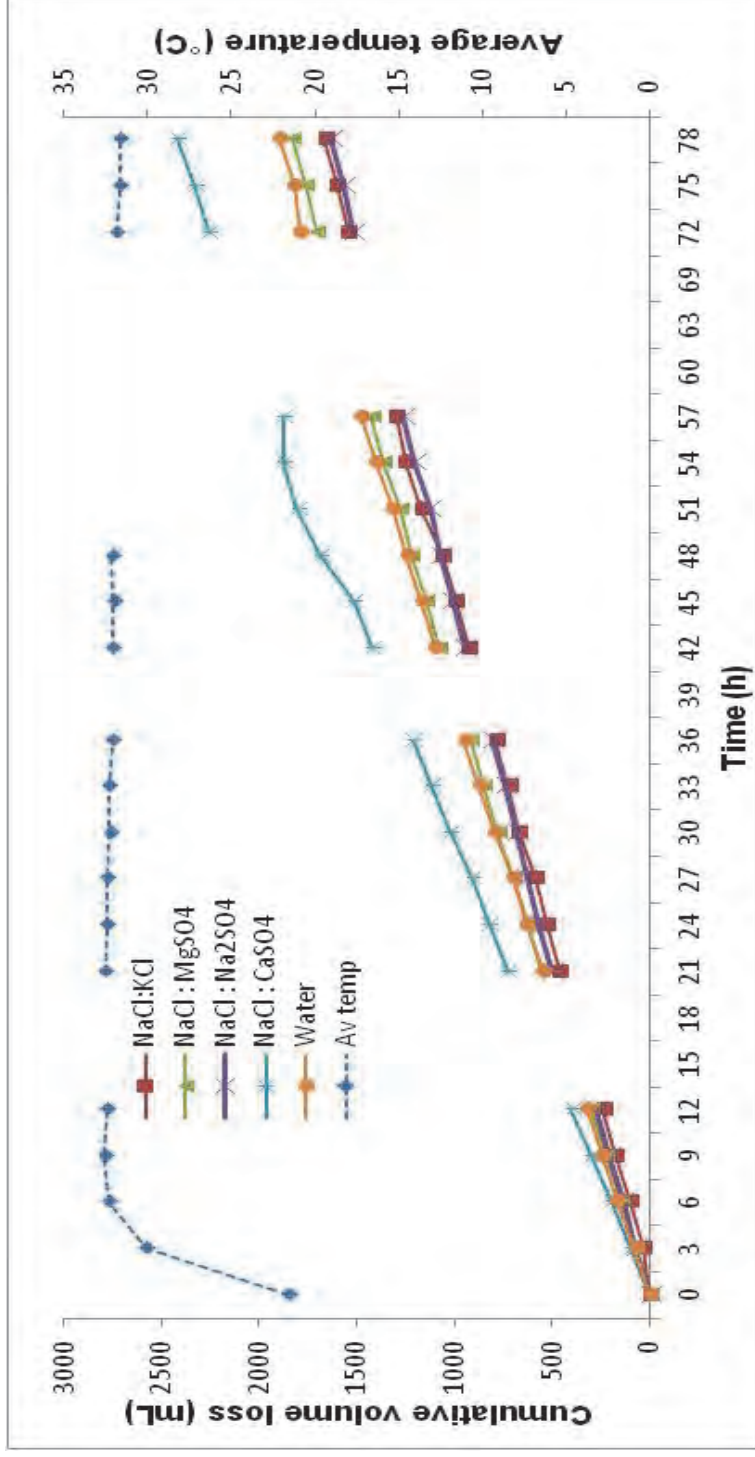 Cumulative volume loss (mL)
3000
2500
2000
1500
1000
500
0
Average temperature (°C)
35
30
25
20
15
10
5
0
NaCl:KCl
NaCl : MgSO4
NaCl : Na2SO4
NaCl : CaSO4
Water
Av temp
0 3 6 9 12 15 18 21 24 27 30 33 36 39 42 45 48 51 54 57 60 63 69 72 75 78
Time (h)